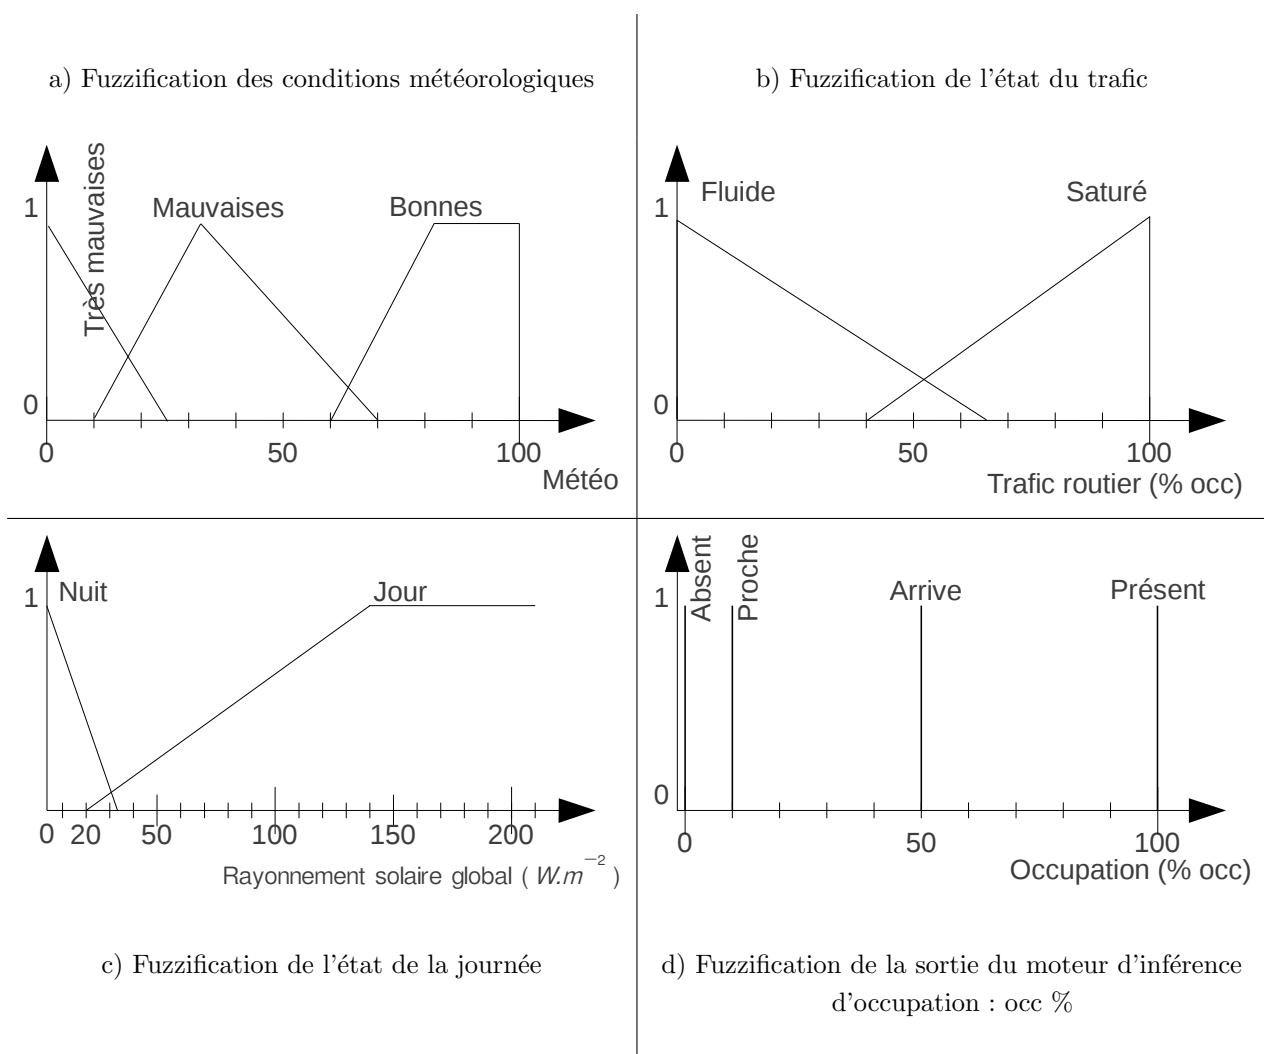 a) Fuzzification des conditions météorologiques
Très mauvaises
Mauvaises
Bonnes
1
0
0 50 100
Météo
b) Fuzzification de l'état du trafic
Fluide
Saturé
1
0
0 50 100
Trafic routier (% occ)
Nuit
Jour
1
0 20 50 100 150 200
Rayonnement solaire global ( W.m⁻² )
c) Fuzzification de l'état de la journée
Absent
Proche
Arrive
Présent
1
0
0 50 100
Occupation (% occ)
d) Fuzzification de la sortie du moteur d'inférence
d'occupation : occ %